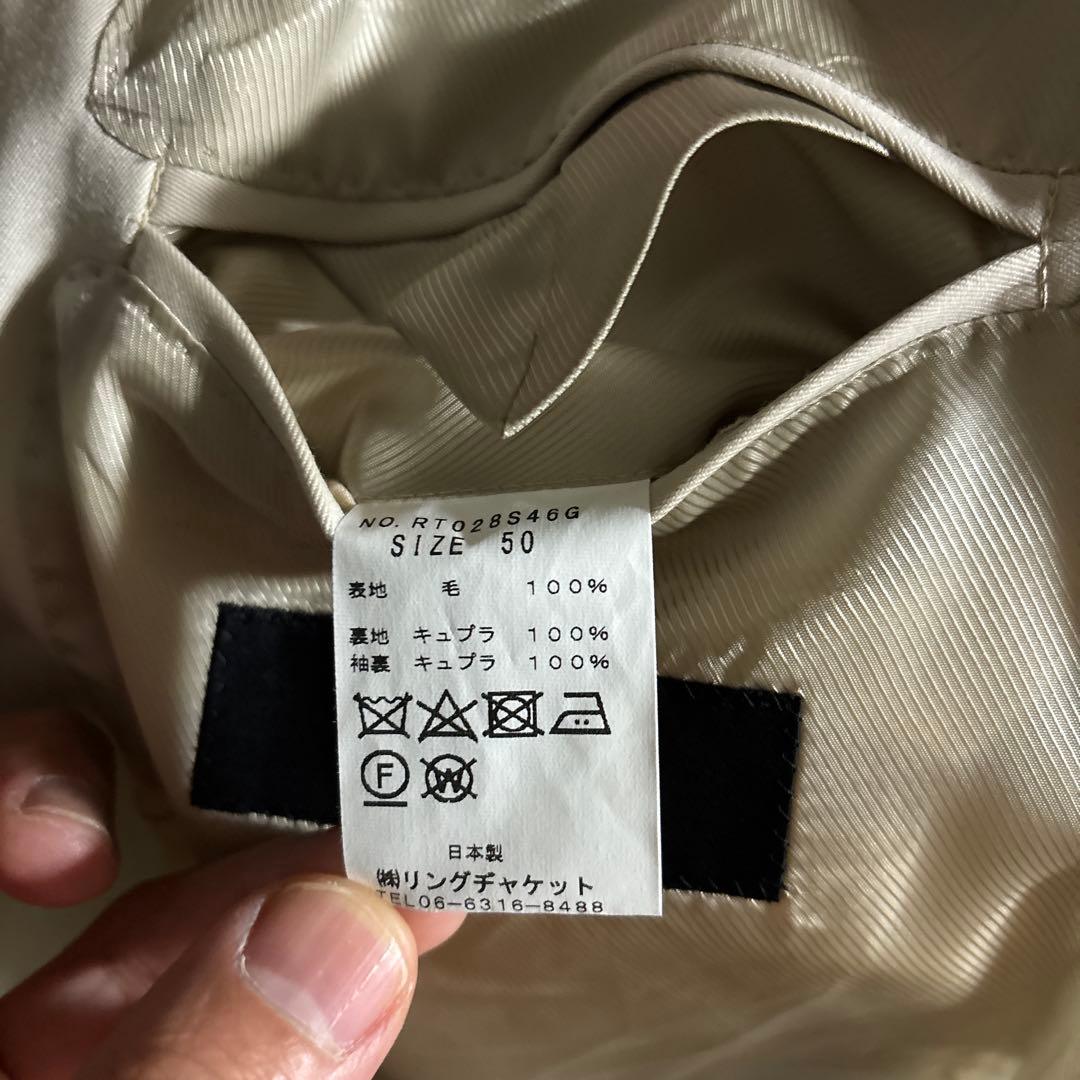 NO. RT028S46G
SIZE 50
表地 毛 100%
裏地 キュプラ 100%
袖裏 キュプラ 100%
F W
日本製
㈱リングヂャケット
TEL06-6316-8488